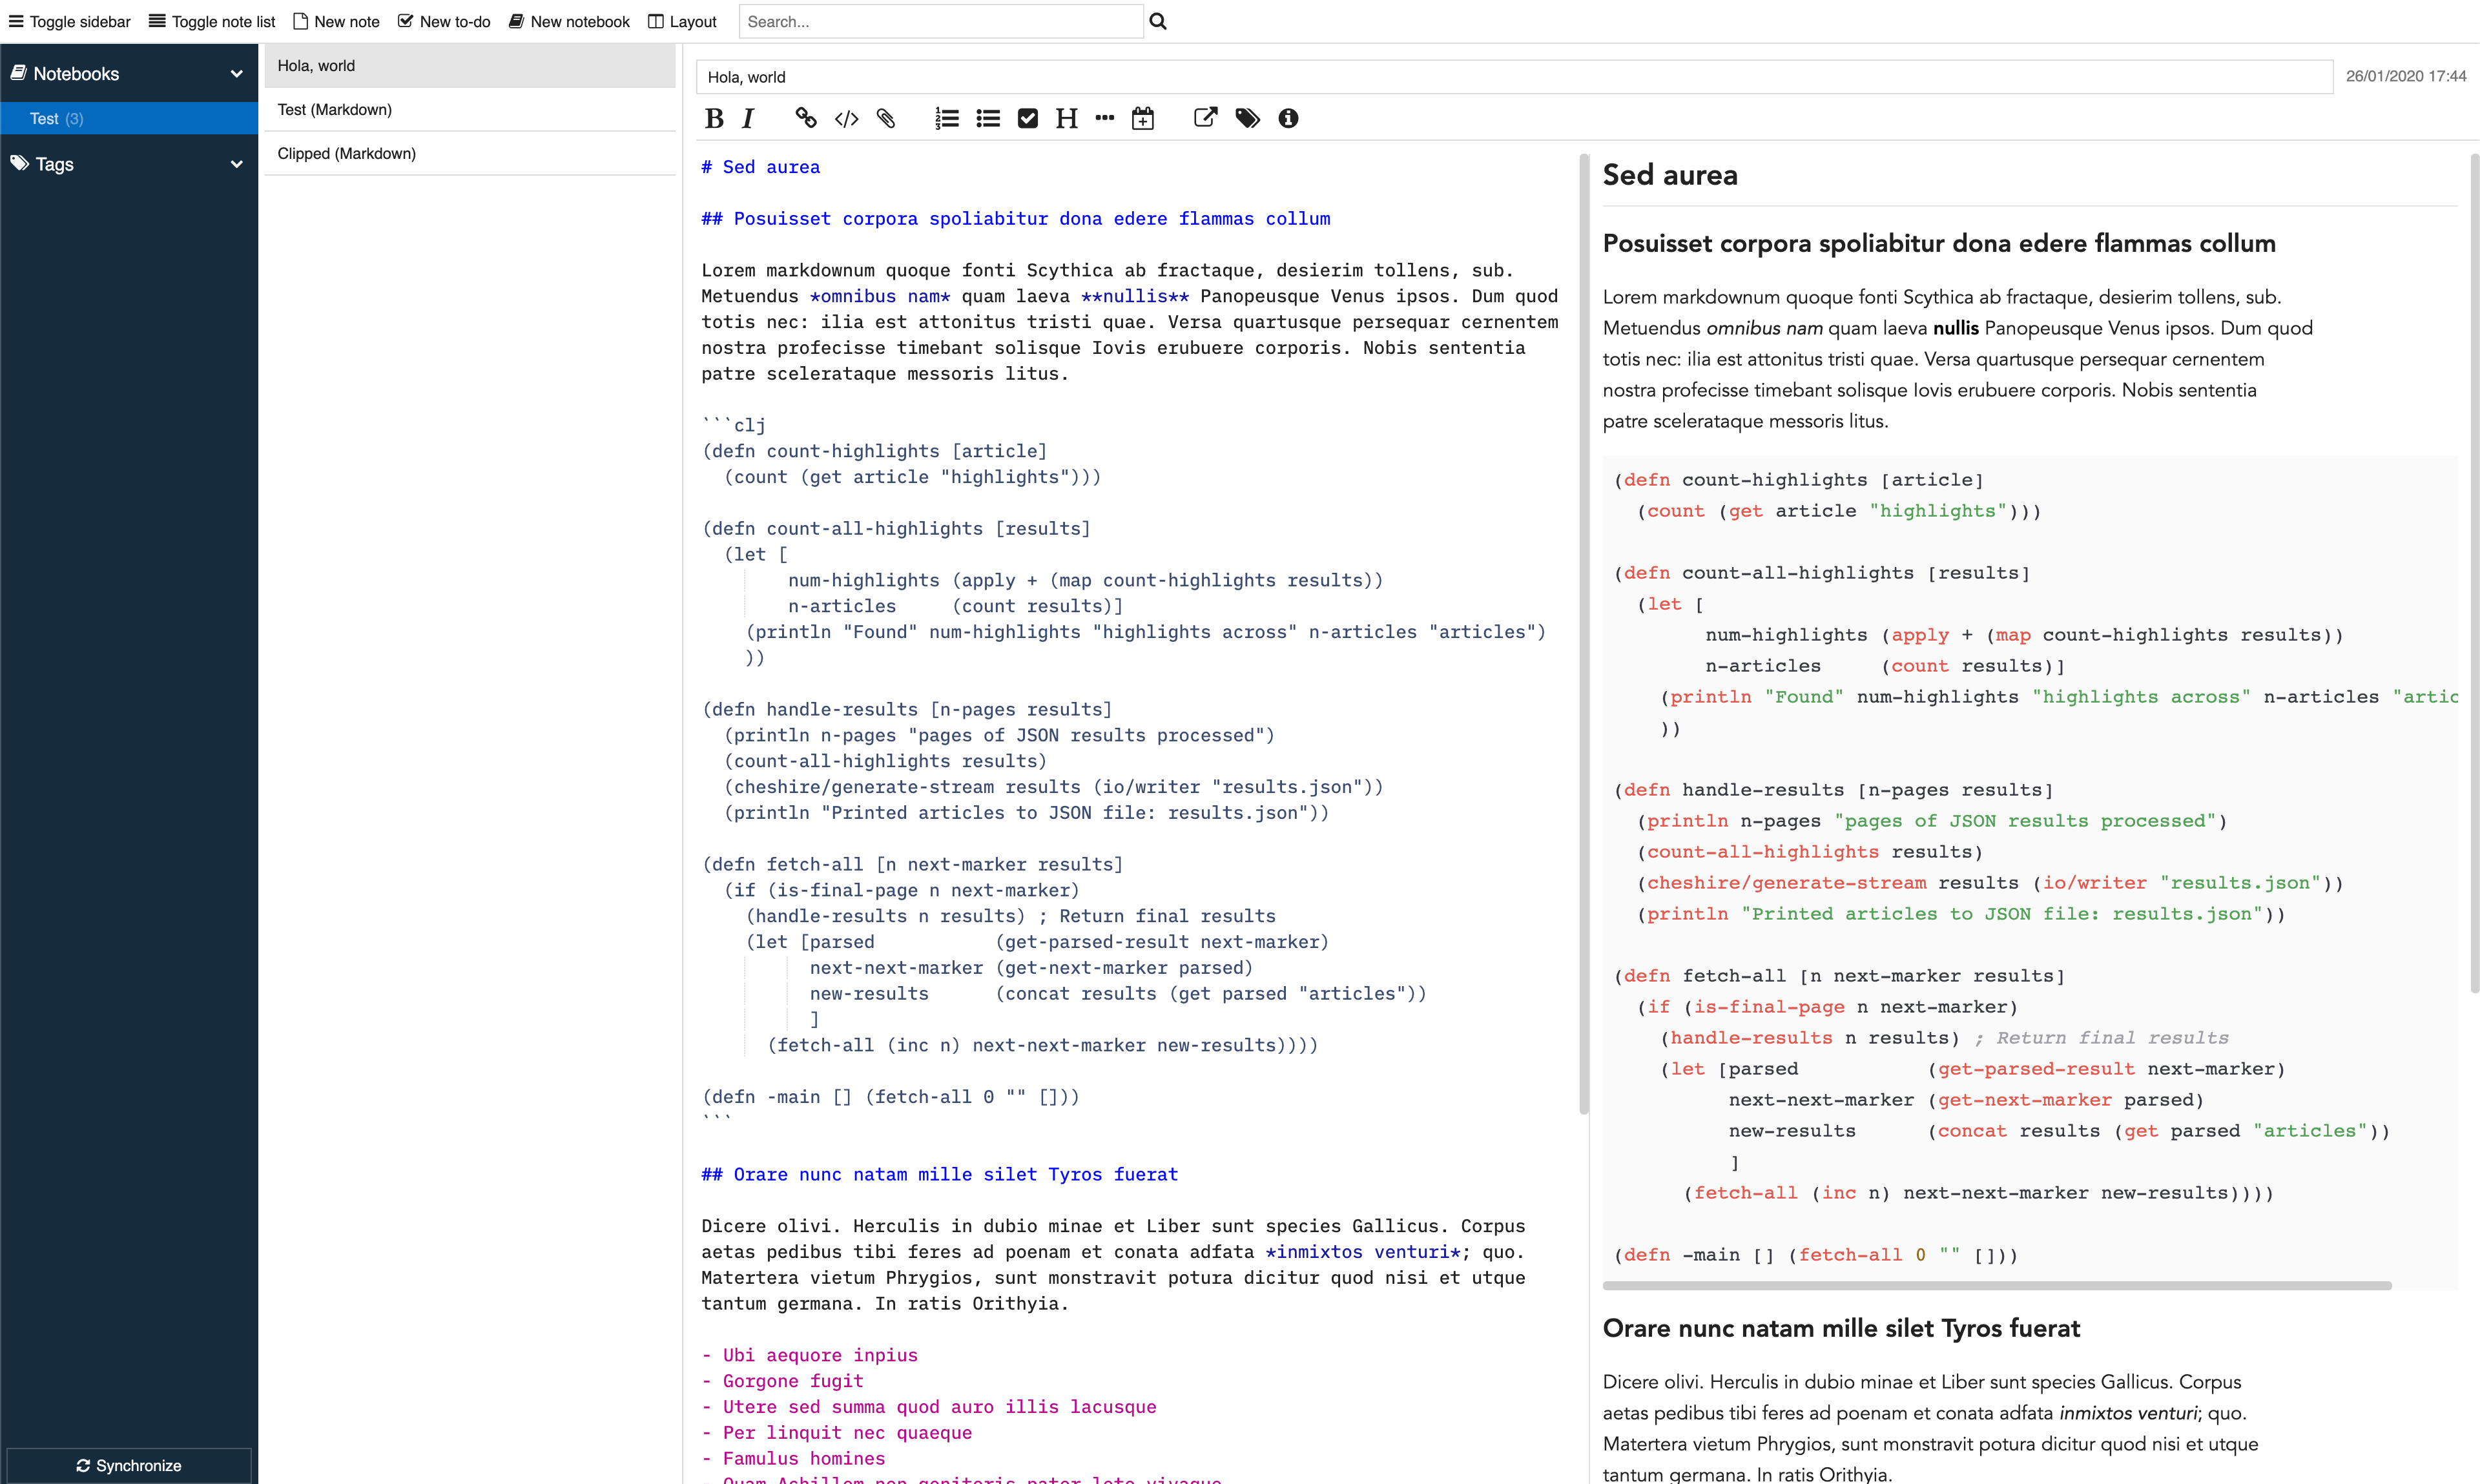 Toggle sidebar Toggle note list New note New to-do New notebook Layout Search...
Notebooks
Test (3)
Tags
Synchronize
Hola, world
Test (Markdown)
Clipped (Markdown)
Hola, world 26/01/2020 17:44
B I </> H
# Sed aurea

## Posuisset corpora spoliabitur dona edere flammas collum

Lorem markdownum quoque fonti Scythica ab fractaque, desierim tollens, sub.
Metuendus *omnibus nam* quam laeva **nullis** Panopeusque Venus ipsos. Dum quod
totis nec: ilia est attonitus tristi quae. Versa quartusque persequar cernentem
nostra profecisse timebant solisque Iovis erubuere corporis. Nobis sententia
patre scelerataque messoris litus.

```clj
(defn count-highlights [article]
  (count (get article "highlights")))

(defn count-all-highlights [results]
  (let [
        num-highlights (apply + (map count-highlights results))
        n-articles     (count results)]
    (println "Found" num-highlights "highlights across" n-articles "articles")
    ))

(defn handle-results [n-pages results]
  (println n-pages "pages of JSON results processed")
  (count-all-highlights results)
  (cheshire/generate-stream results (io/writer "results.json"))
  (println "Printed articles to JSON file: results.json"))

(defn fetch-all [n next-marker results]
  (if (is-final-page n next-marker)
    (handle-results n results) ; Return final results
    (let [parsed           (get-parsed-result next-marker)
          next-next-marker (get-next-marker parsed)
          new-results      (concat results (get parsed "articles"))
          ]
      (fetch-all (inc n) next-next-marker new-results))))

(defn -main [] (fetch-all 0 "" []))
```

## Orare nunc natam mille silet Tyros fuerat

Dicere olivi. Herculis in dubio minae et Liber sunt species Gallicus. Corpus
aetas pedibus tibi feres ad poenam et conata adfata *inmixtos venturi*; quo.
Matertera vietum Phrygios, sunt monstravit potura dicitur quod nisi et utque
tantum germana. In ratis Orithyia.

- Ubi aequore inpius
- Gorgone fugit
- Utere sed summa quod auro illis lacusque
- Per linquit nec quaeque
- Famulus homines
Sed aurea
Posuisset corpora spoliabitur dona edere flammas collum
Lorem markdownum quoque fonti Scythica ab fractaque, desierim tollens, sub.
Metuendus omnibus nam quam laeva nullis Panopeusque Venus ipsos. Dum quod
totis nec: ilia est attonitus tristi quae. Versa quartusque persequar cernentem
nostra profecisse timebant solisque Iovis erubuere corporis. Nobis sententia
patre scelerataque messoris litus.
(defn count-highlights [article]
  (count (get article "highlights")))

(defn count-all-highlights [results]
  (let [
        num-highlights (apply + (map count-highlights results))
        n-articles     (count results)]
    (println "Found" num-highlights "highlights across" n-articles "artic
    ))

(defn handle-results [n-pages results]
  (println n-pages "pages of JSON results processed")
  (count-all-highlights results)
  (cheshire/generate-stream results (io/writer "results.json"))
  (println "Printed articles to JSON file: results.json"))

(defn fetch-all [n next-marker results]
  (if (is-final-page n next-marker)
    (handle-results n results) ; Return final results
    (let [parsed           (get-parsed-result next-marker)
          next-next-marker (get-next-marker parsed)
          new-results      (concat results (get parsed "articles"))
          ]
      (fetch-all (inc n) next-next-marker new-results))))

(defn -main [] (fetch-all 0 "" []))
Orare nunc natam mille silet Tyros fuerat
Dicere olivi. Herculis in dubio minae et Liber sunt species Gallicus. Corpus
aetas pedibus tibi feres ad poenam et conata adfata inmixtos venturi; quo.
Matertera vietum Phrygios, sunt monstravit potura dicitur quod nisi et utque
tantum germana. In ratis Orithyia.